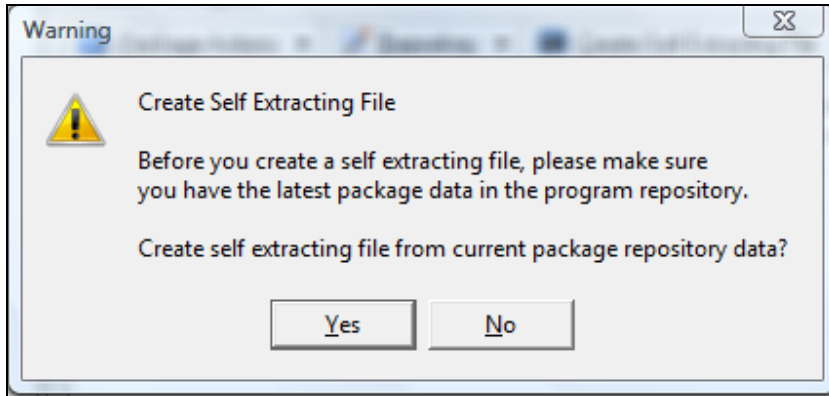 Warning
Create Self Extracting File
Before you create a self extracting file, please make sure
you have the latest package data in the program repository.
Create self extracting file from current package repository data?
Yes
No